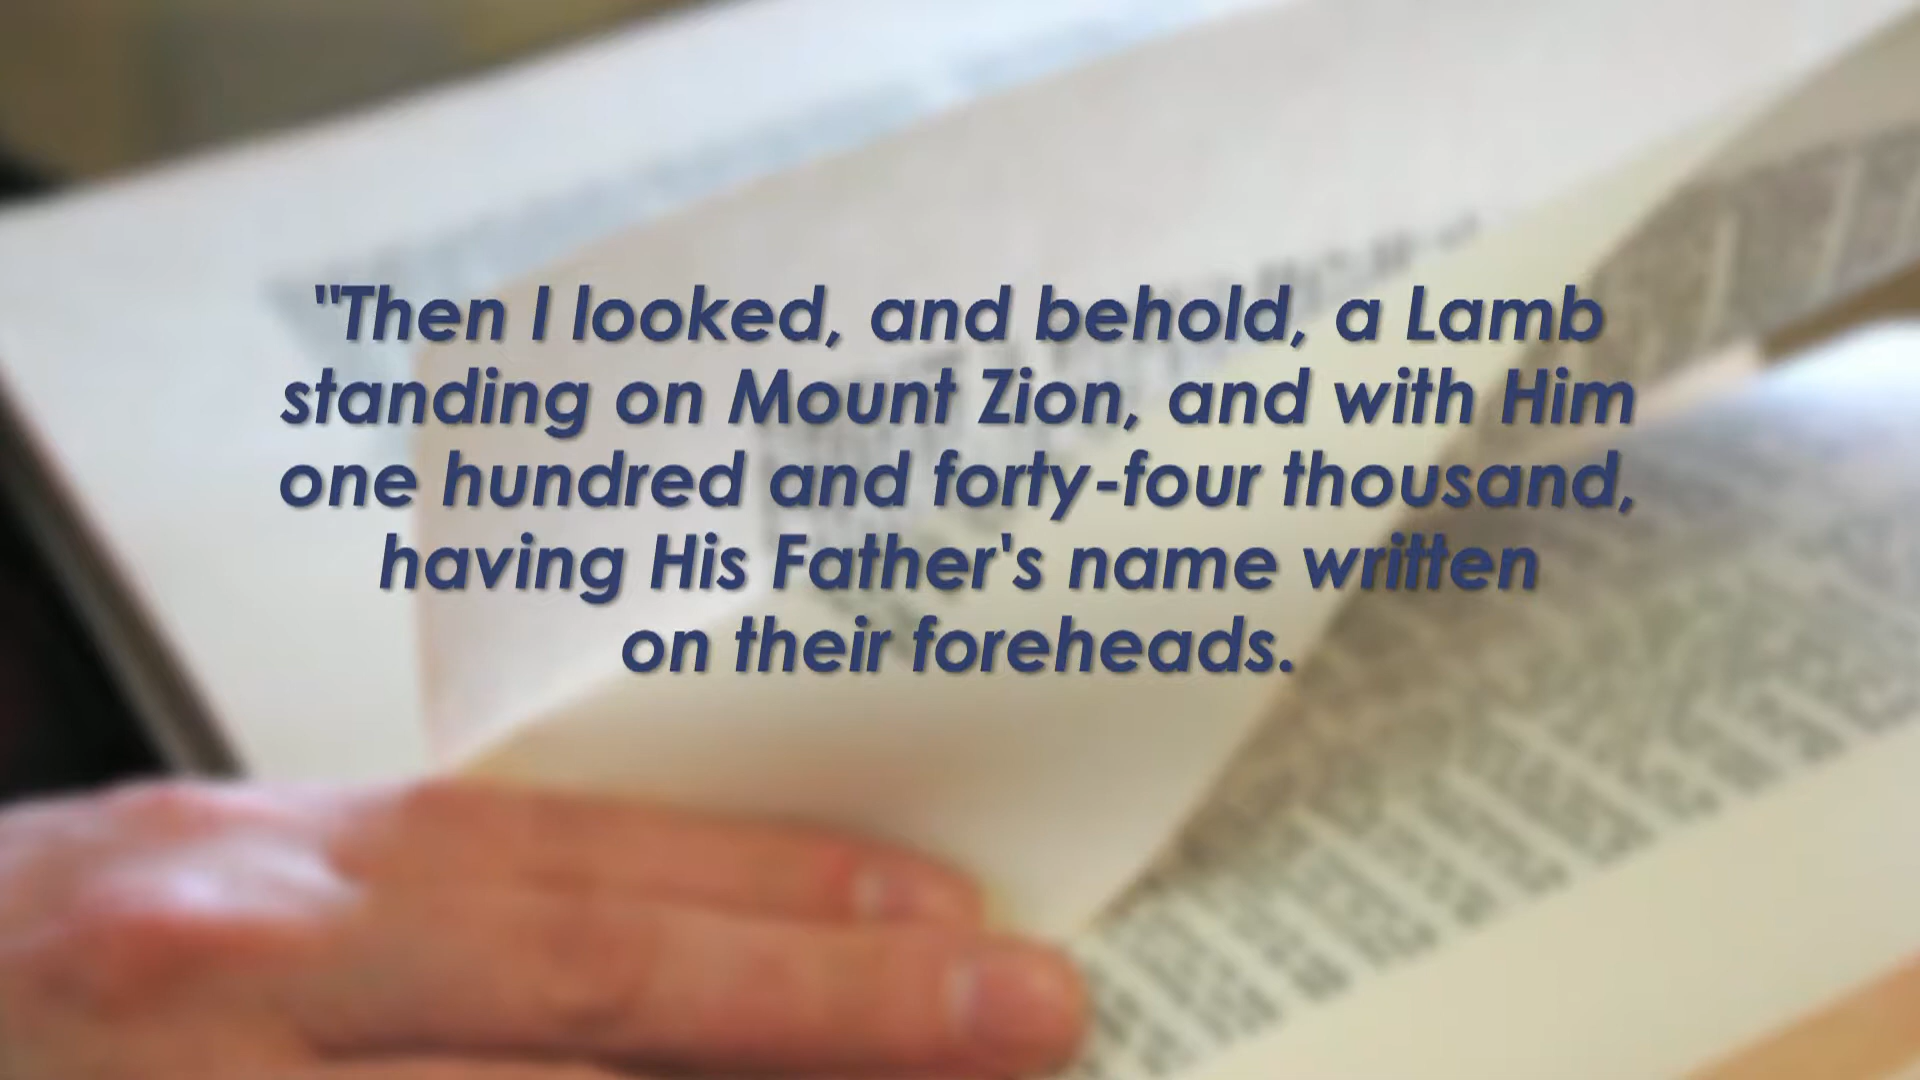 "Then I looked, and behold, a Lamb
standing on Mount Zion, and with Him
one hundred and forty-four thousand,
having His Father's name written
on their foreheads.